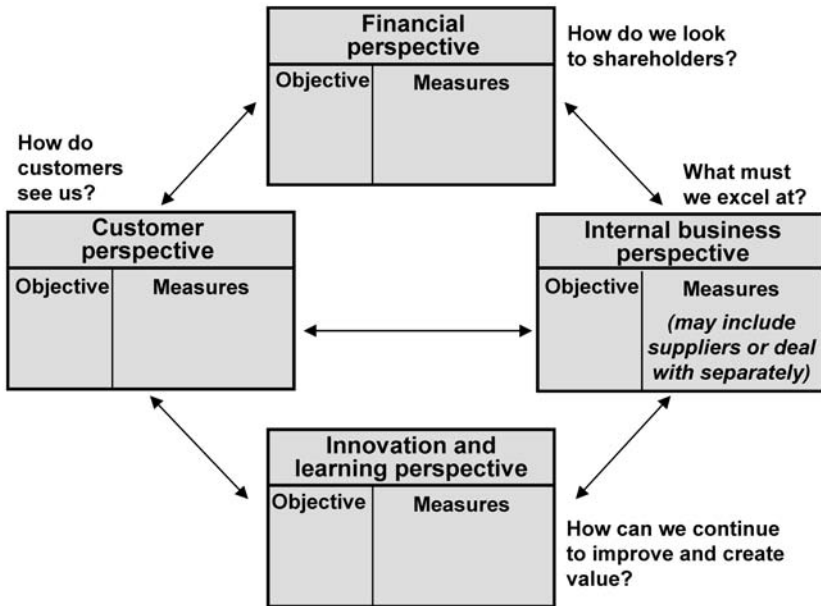 Financial
perspective
Objective
Measures
How do we look
to shareholders?
How do
customers
see us?
What must
we excel at?
Customer
perspective
Objective
Measures
Internal business
perspective
Objective
Measures
(may include
suppliers or deal
with separately)
Innovation and
learning perspective
Objective
Measures
How can we continue
to improve and create
value?